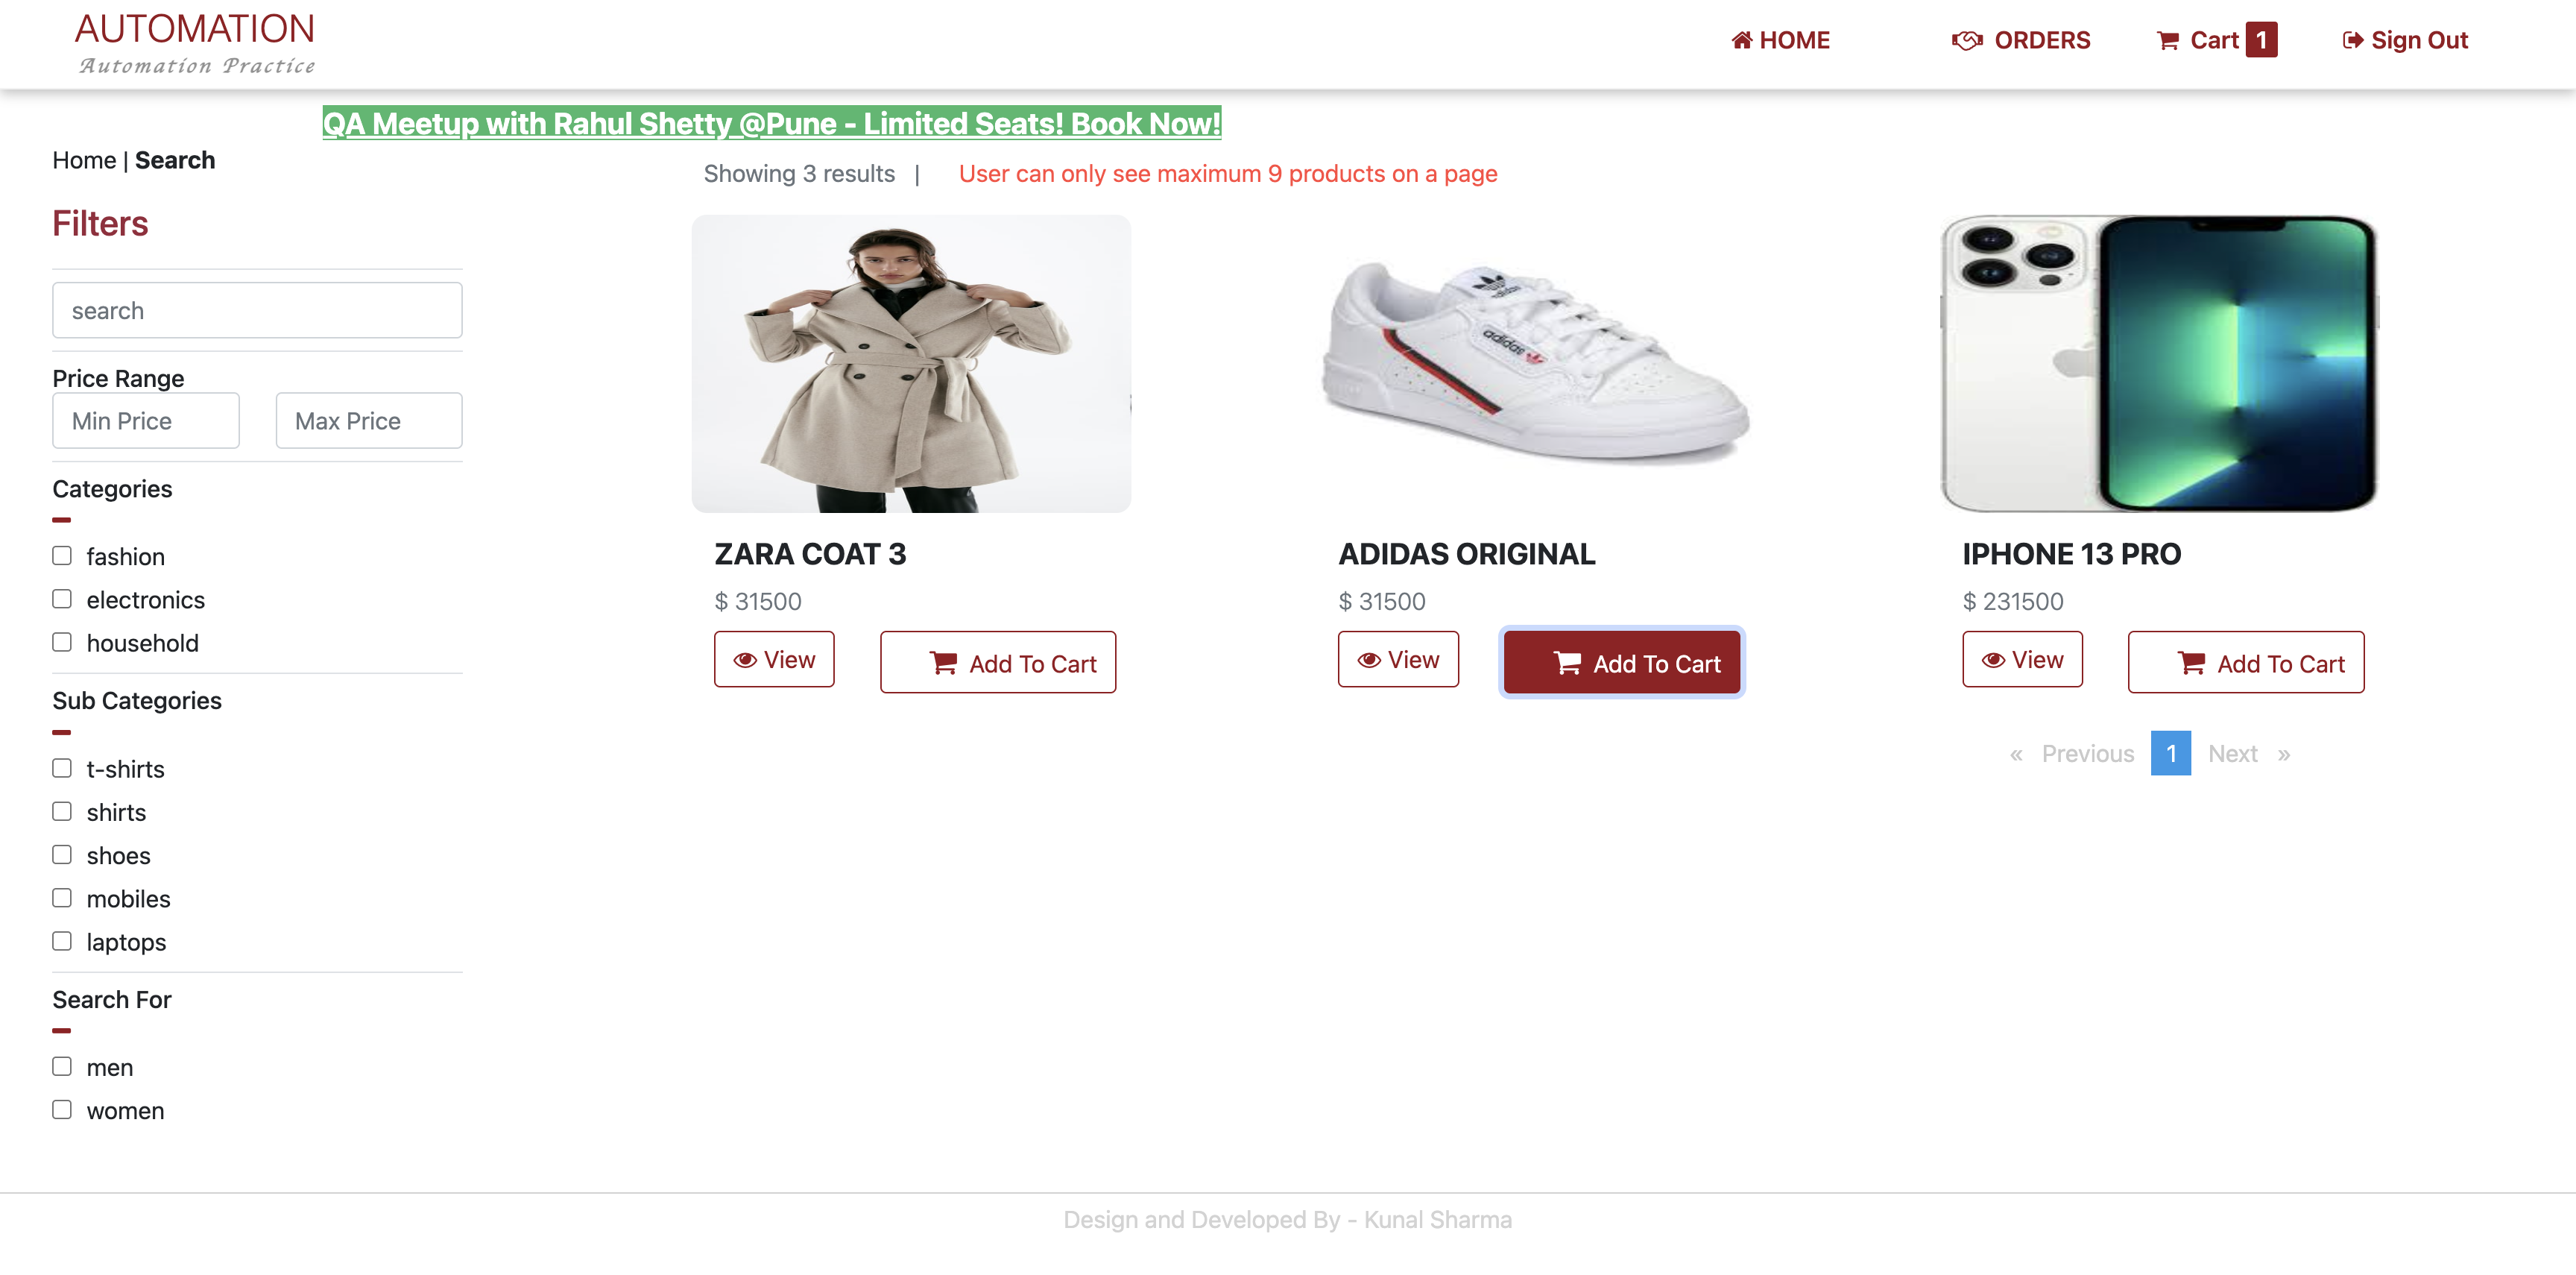 AUTOMATION
Automation Practice
HOME
ORDERS
Cart 1
Sign Out
QA Meetup with Rahul Shetty @Pune - Limited Seats! Book Now!
Home | Search
Showing 3 results |
User can only see maximum 9 products on a page
Filters
search
Price Range
Min Price
Max Price
Categories
fashion
electronics
household
Sub Categories
t-shirts
shirts
shoes
mobiles
laptops
Search For
men
women
ZARA COAT 3
$ 31500
View
Add To Cart
adidas
adidas
ADIDAS ORIGINAL
$ 31500
View
Add To Cart
IPHONE 13 PRO
$ 231500
View
Add To Cart
« Previous 1 Next »
Design and Developed By - Kunal Sharma